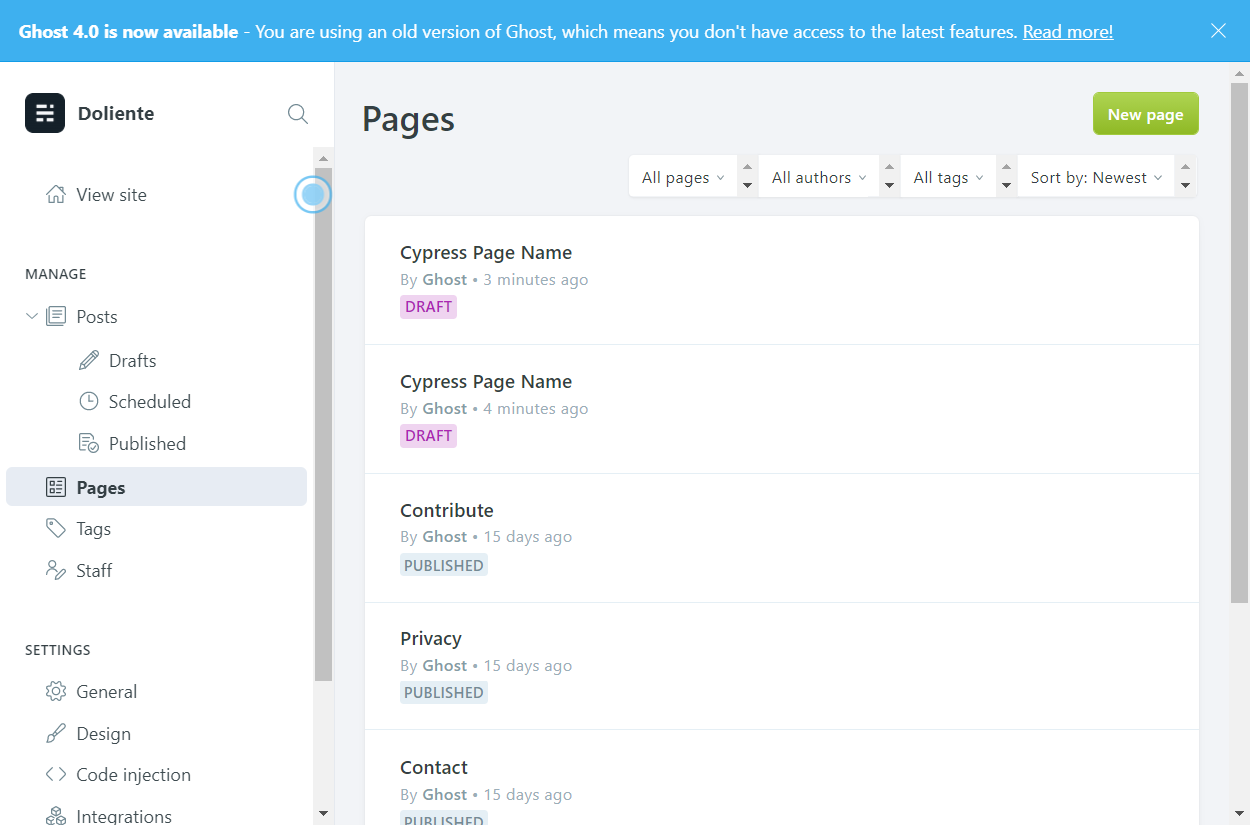 Ghost 4.0 is now available - You are using an old version of Ghost, which means you don't have access to the latest features. Read more!
Doliente
View site
MANAGE
Posts
Drafts
Scheduled
Published
Pages
Tags
Staff
SETTINGS
General
Design
Code injection
Integrations
Pages
New page
All pages
All authors
All tags
Sort by: Newest
Cypress Page Name
By Ghost • 3 minutes ago
DRAFT
Cypress Page Name
By Ghost • 4 minutes ago
DRAFT
Contribute
By Ghost • 15 days ago
PUBLISHED
Privacy
By Ghost • 15 days ago
PUBLISHED
Contact
By Ghost • 15 days ago
PUBLISHED